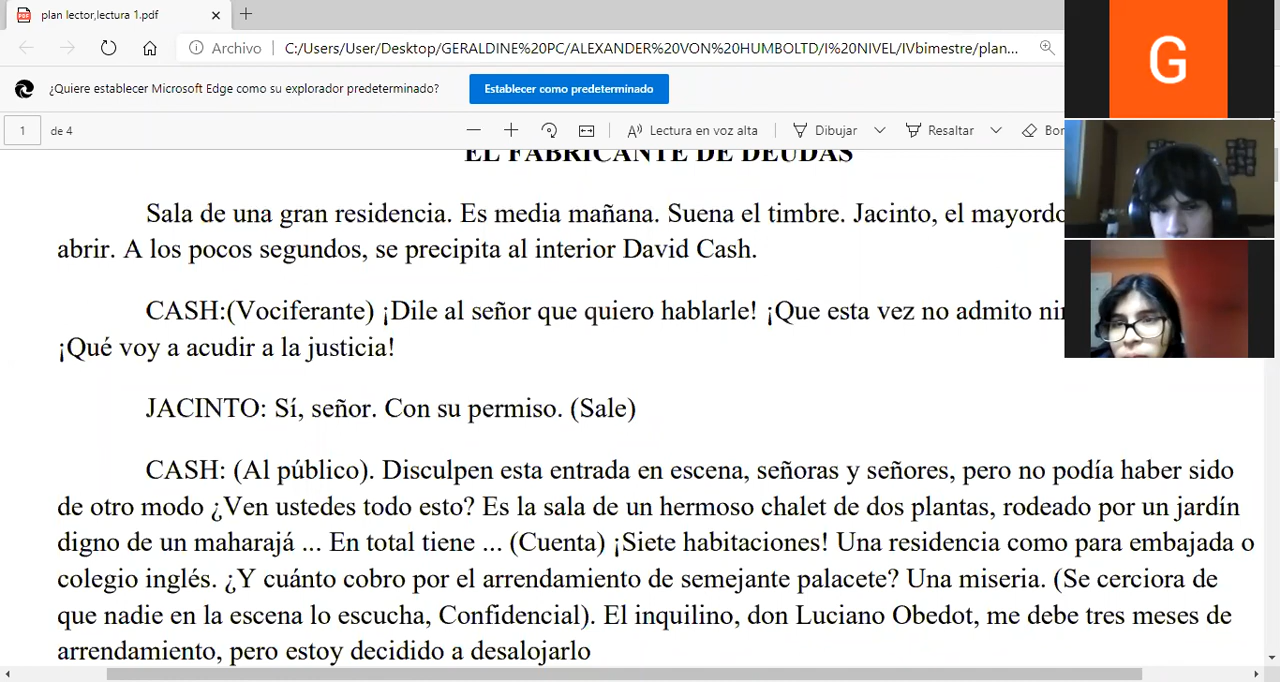 plan lector,lectura 1.pdf
Archivo C:/Users/User/Desktop/GERALDINE%20PC/ALEXANDER%20VON%20HUMBOLTD/I%20NIVEL/IVbimestre/plan...
¿Quiere establecer Microsoft Edge como su explorador predeterminado? Establecer como predeterminado
1 de 4 Lectura en voz alta Dibujar Resaltar
G
EL FABRICANTE DE DEUDAS
Sala de una gran residencia. Es media mañana. Suena el timbre. Jacinto, el
abrir. A los pocos segundos, se precipita al interior David Cash.
CASH:(Vociferante) ¡Dile al señor que quiero hablarle! ¡Que esta vez no admito
¡Qué voy a acudir a la justicia!
JACINTO: Sí, señor. Con su permiso. (Sale)
CASH: (Al público). Disculpen esta entrada en escena, señoras y señores, pero no podía haber sido
de otro modo ¿Ven ustedes todo esto? Es la sala de un hermoso chalet de dos plantas, rodeado por un jardín
digno de un maharajá ... En total tiene ... (Cuenta) ¡Siete habitaciones! Una residencia como para embajada o
colegio inglés. ¿Y cuánto cobro por el arrendamiento de semejante palacete? Una miseria. (Se cerciora de
que nadie en la escena lo escucha, Confidencial). El inquilino, don Luciano Obedot, me debe tres meses de
arrendamiento, pero estoy decidido a desalojarlo